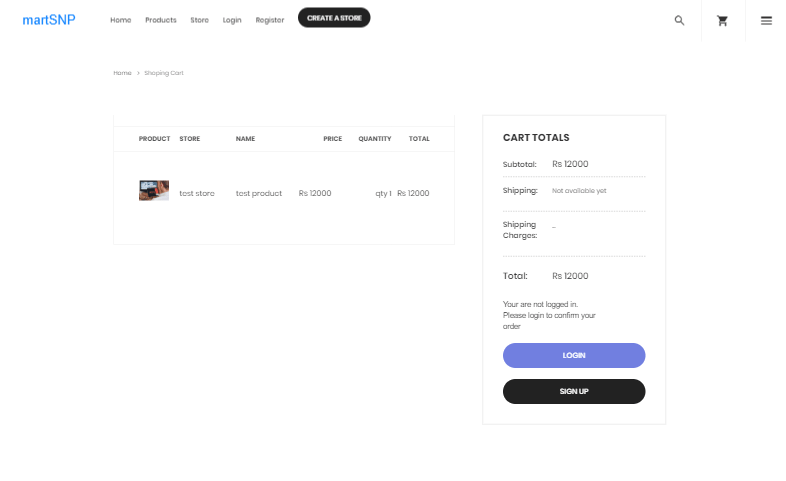 martSNP Home Products Store Login Register CREATE A STORE
Home › Shoping Cart
PRODUCT STORE NAME PRICE QUANTITY TOTAL
test store test product Rs 12000 qty 1 Rs 12000
CART TOTALS
Subtotal: Rs 12000
Shipping: Not available yet
Shipping Charges: ...
Total: Rs 12000
Your are not logged in.
Please login to confirm your
order
LOGIN
SIGN UP